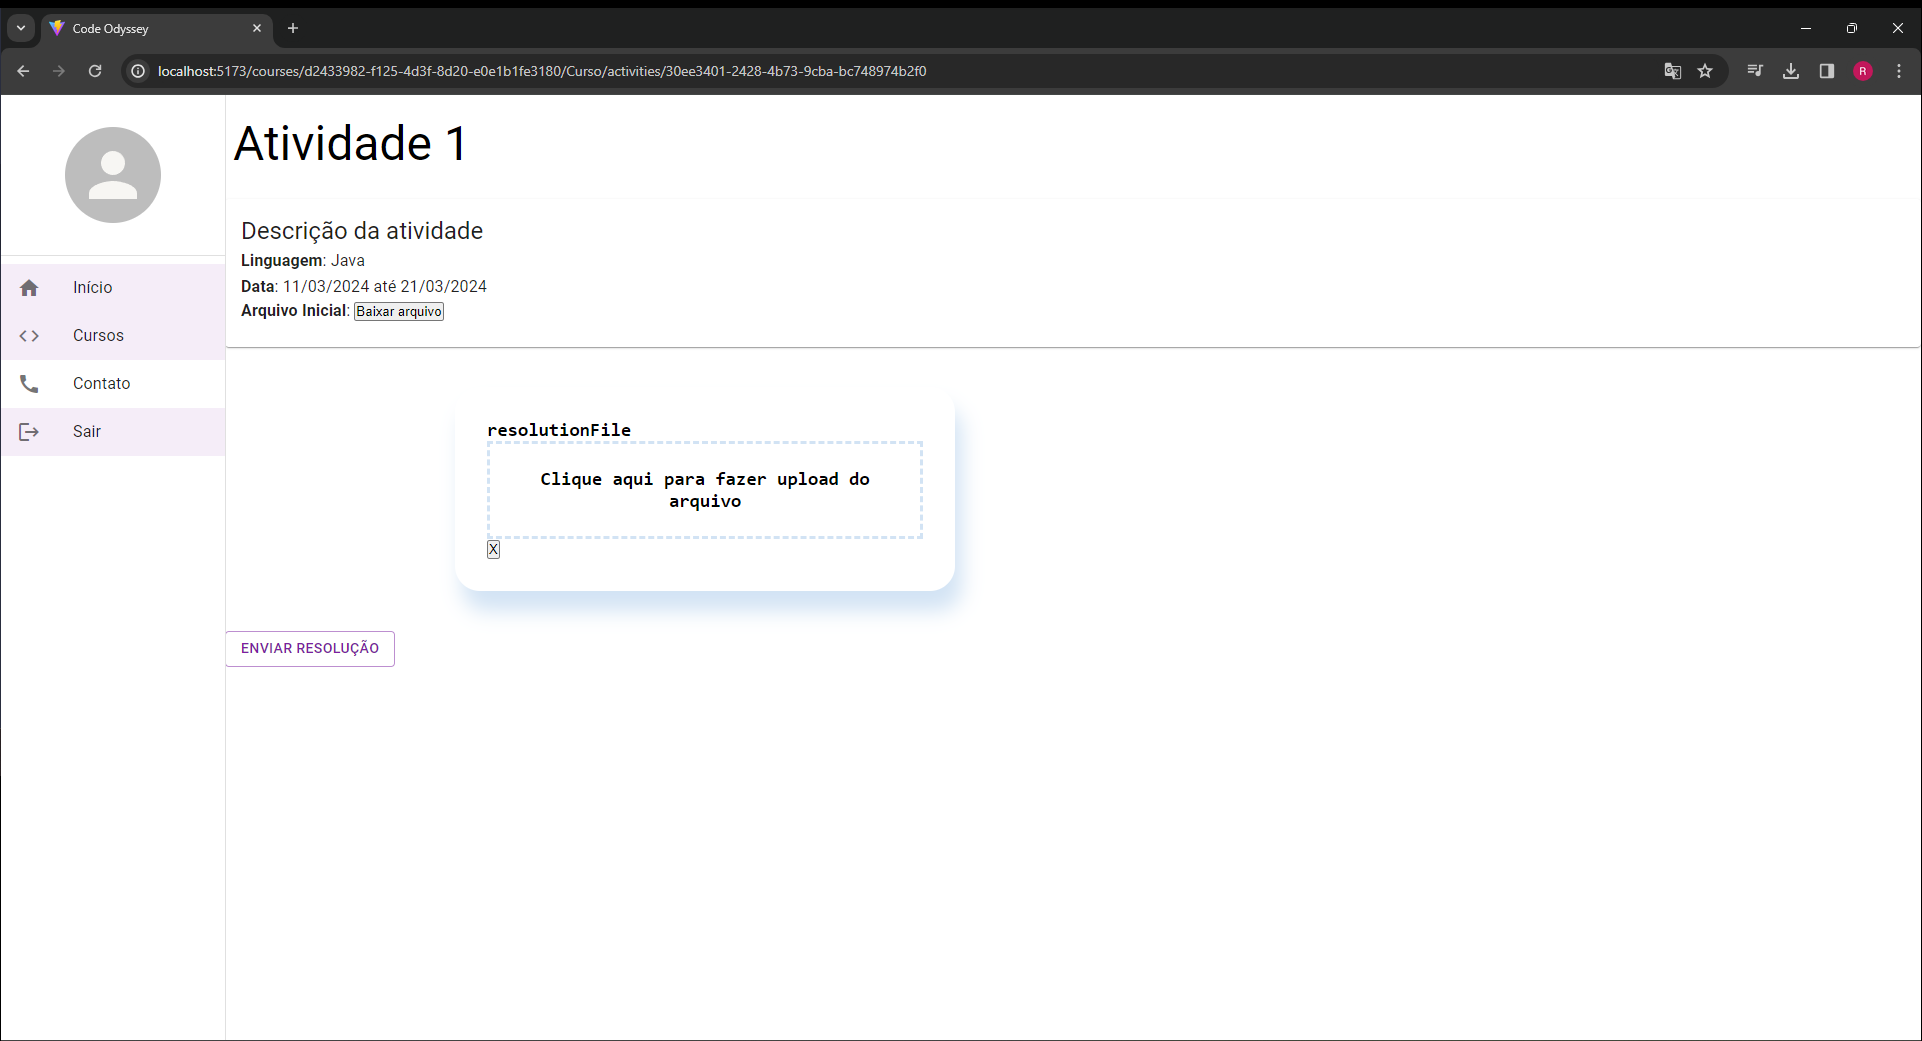 Code Odyssey
localhost:5173/courses/d2433982-f125-4d3f-8d20-e0e1b1fe3180/Curso/activities/30ee3401-2428-4b73-9cba-bc748974b2f0
R
Início
Cursos
Contato
Sair
Atividade 1
Descrição da atividade
Linguagem: Java
Data: 11/03/2024 até 21/03/2024
Arquivo Inicial: Baixar arquivo
resolutionFile
Clique aqui para fazer upload do
arquivo
X
ENVIAR RESOLUÇÃO